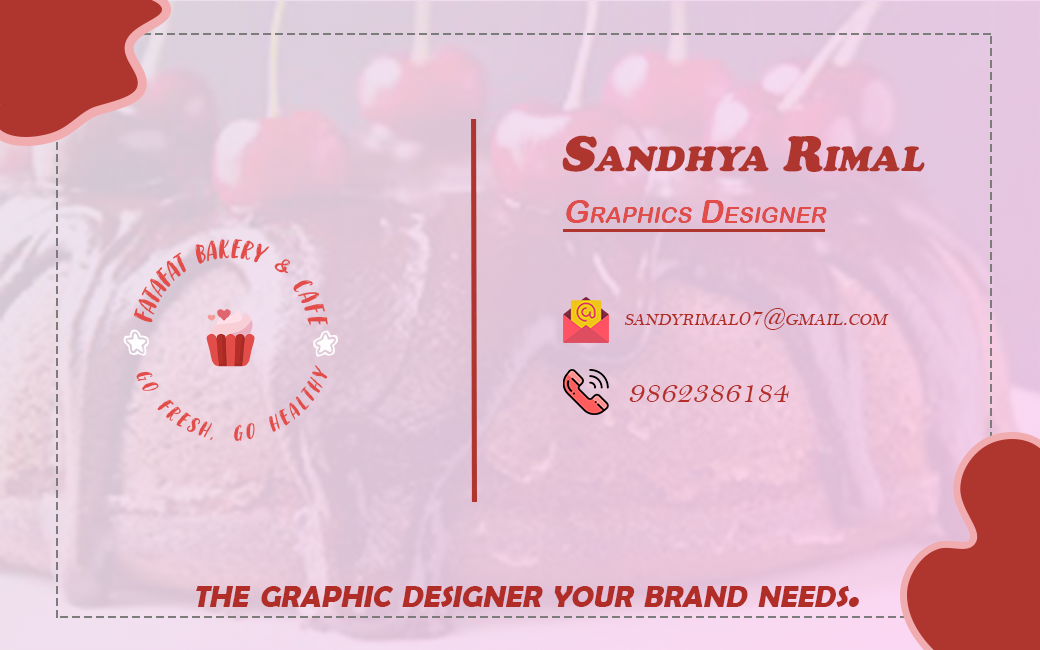 FATAFAT BAKERY & CAFE
GO FRESH, GO HEALTHY
SANDHYA RIMAL
GRAPHICS DESIGNER
@
SANDYRIMAL07@GMAIL.COM
9862386184
THE GRAPHIC DESIGNER YOUR BRAND NEEDS.